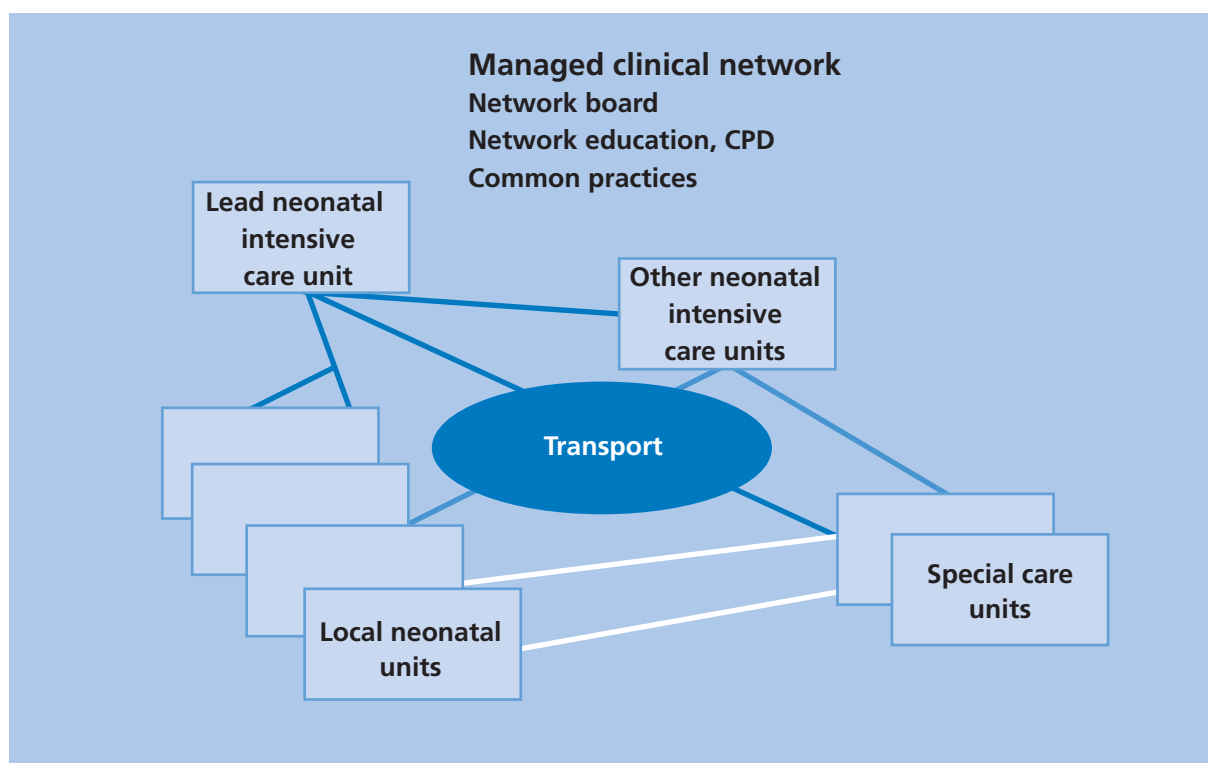 Managed clinical network
Network board
Network education, CPD
Common practices
Lead neonatal
intensive
care unit
Other neonatal
intensive
care units
Transport
Special care
units
Local neonatal
units